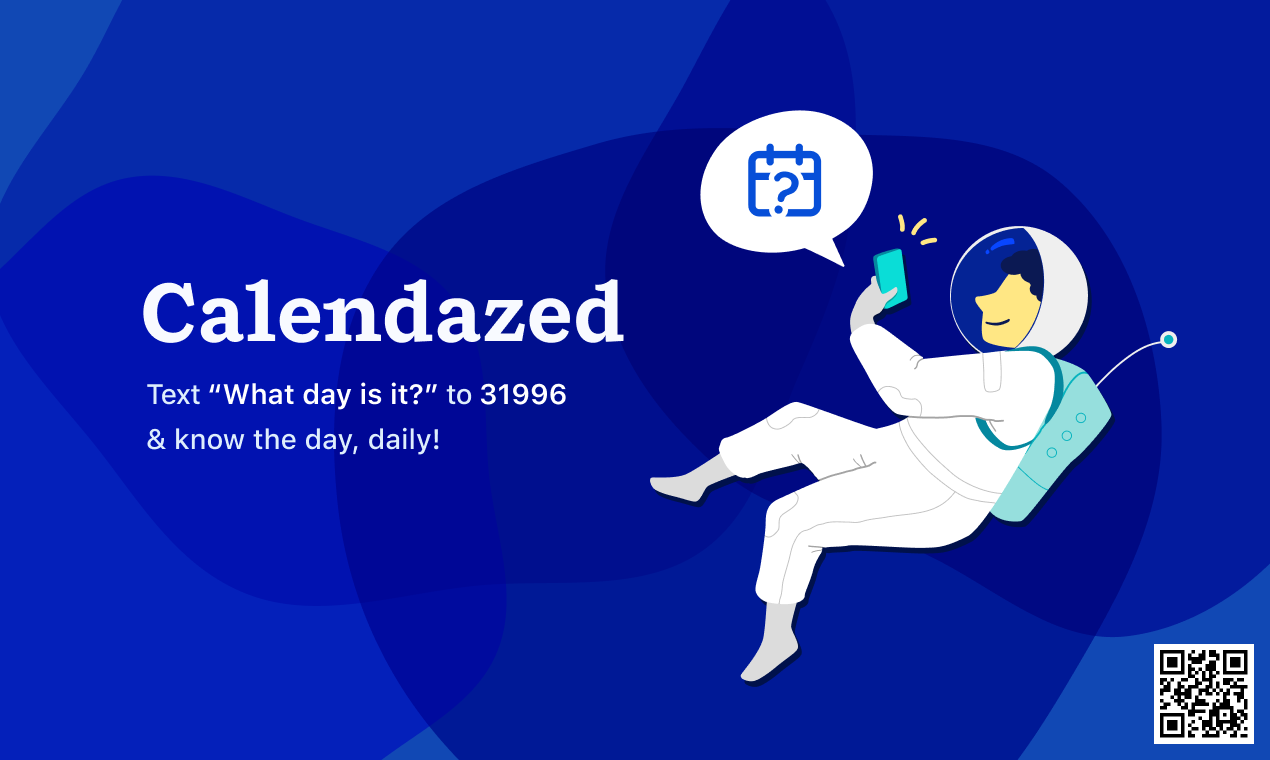 Calendazed
Text “What day is it?” to 31996
& know the day, daily!
?